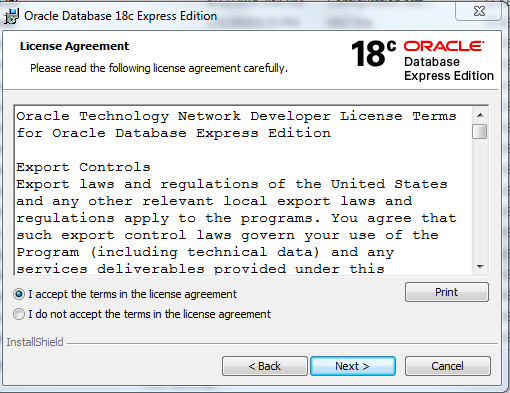 Oracle Database 18c Express Edition
License Agreement
Please read the following license agreement carefully.
18c ORACLE
Database
Express Edition
Oracle Technology Network Developer License Terms
for Oracle Database Express Edition
Export Controls
Export laws and regulations of the United States
and any other relevant local export laws and
regulations apply to the programs. You agree that
such export control laws govern your use of the
Program (including technical data) and any
services deliverables provided under this
I accept the terms in the license agreement
Print
I do not accept the terms in the license agreement
InstallShield
< Back
Next >
Cancel